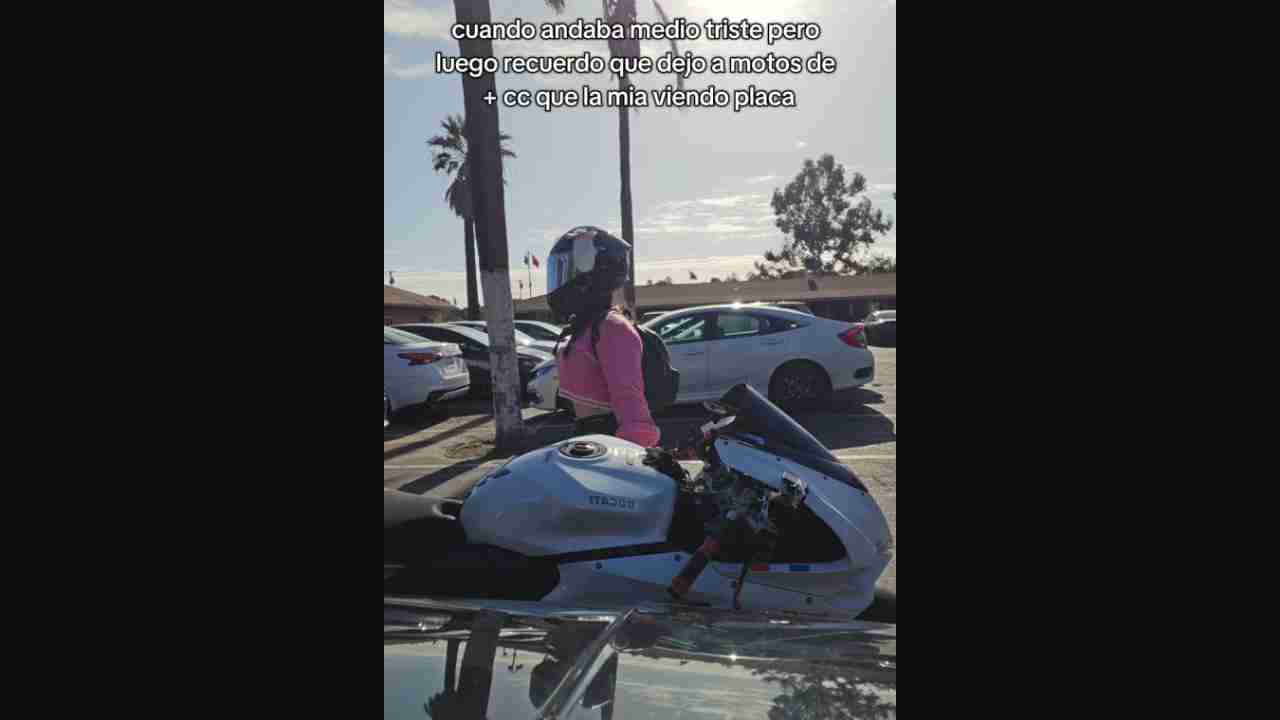 cuando andaba medio triste pero
luego recuerdo que dejo a motos de
+ cc que la mia viendo placa
DUCATI